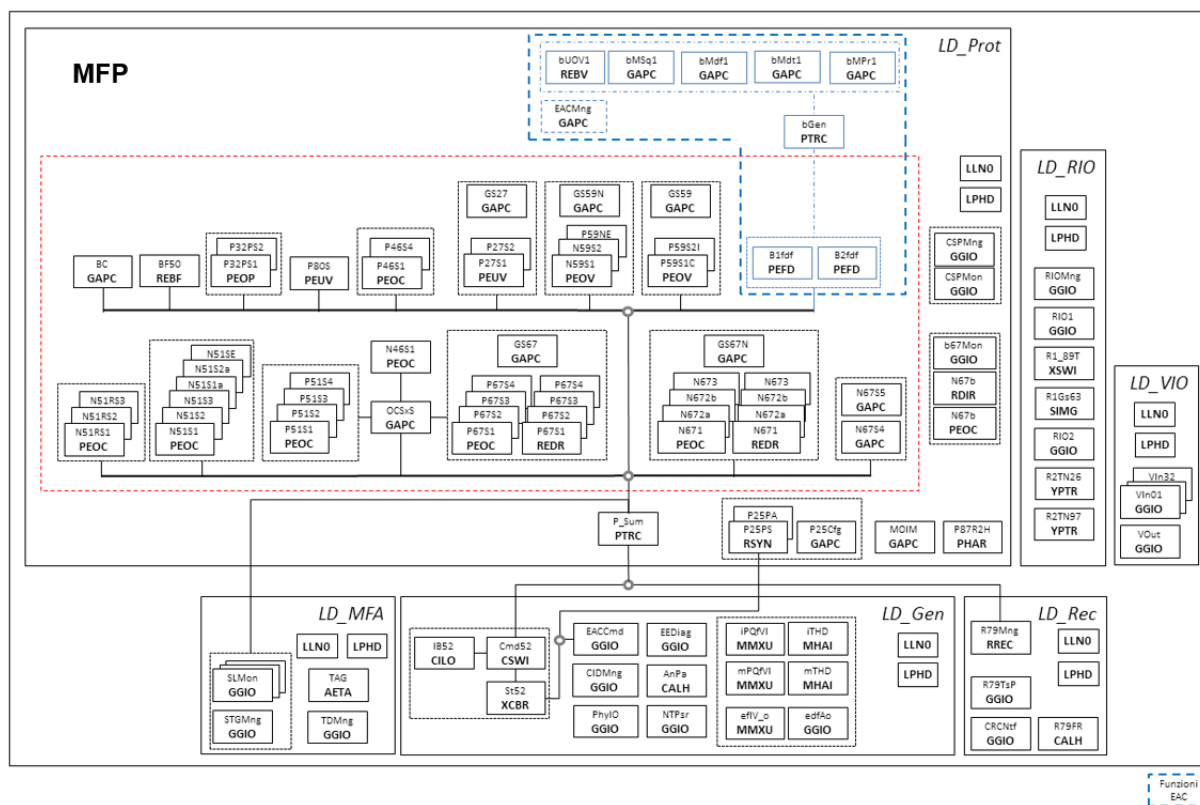 MFP
LD_Prot
bUOV1
REBV
bMSq1
GAPC
bMdf1
GAPC
bMdt1
GAPC
bMPr1
GAPC
EACMng
GAPC
bGen
PTRC
LLN0
LPHD
BC
GAPC
BF50
REBF
P32PS2
P32PS1
PEOP
P80S
PEUV
P46S4
P46S1
PEOC
GS27
GAPC
P27S2
P27S1
PEUV
GS59N
GAPC
P59NE
N59S2
N59S1
PEOV
GS59
GAPC
P59S2I
P59S1C
PEOV
B1fdf
PEFD
B2fdf
PEFD
CSPMng
GGIO
CSPMon
GGIO
N51RS3
N51RS2
N51RS1
PEOC
N51SE
N51S2a
N51S1a
N51S3
N51S2
N51S1
PEOC
P51S4
P51S3
P51S2
P51S1
PEOC
N46S1
PEOC
OCSxS
GAPC
GS67
GAPC
P67S4
P67S3
P67S2
P67S1
PEOC
P67S4
P67S3
P67S2
P67S1
REDR
GS67N
GAPC
N673
N672b
N672a
N671
PEOC
N673
N672b
N672a
N671
REDR
N67S5
GAPC
N67S4
GAPC
b67Mon
GGIO
N67b
RDIR
N67b
PEOC
P_Sum
PTRC
P25PA
P25PS
RSYN
P25Cfg
GAPC
MOIM
GAPC
P87R2H
PHAR
LD_RIO
LLN0
LPHD
RIOMng
GGIO
RIO1
GGIO
R1_89T
XSWI
R1Gs63
SIMG
RIO2
GGIO
R2TN26
YPTR
R2TN97
YPTR
LD_VIO
LLN0
LPHD
VIn32
VIn01
GGIO
VOut
GGIO
LD_MFA
LLN0
LPHD
SLMon
GGIO
TAG
AETA
STGMng
GGIO
TDMng
GGIO
LD_Gen
IB52
CILO
Cmd52
CSWI
St52
XCBR
EACCmd
GGIO
EEDiag
GGIO
CIDMng
GGIO
AnPa
CALH
PhyIO
GGIO
NTPsr
GGIO
iPQfVI
MMXU
iTHD
MHAI
mPQfVI
MMXU
mTHD
MHAI
efIV_o
MMXU
edfAo
GGIO
LLN0
LPHD
LD_Rec
R79Mng
RREC
LLN0
LPHD
R79TsP
GGIO
CRCNtf
GGIO
R79FR
CALH
Funzioni
EAC